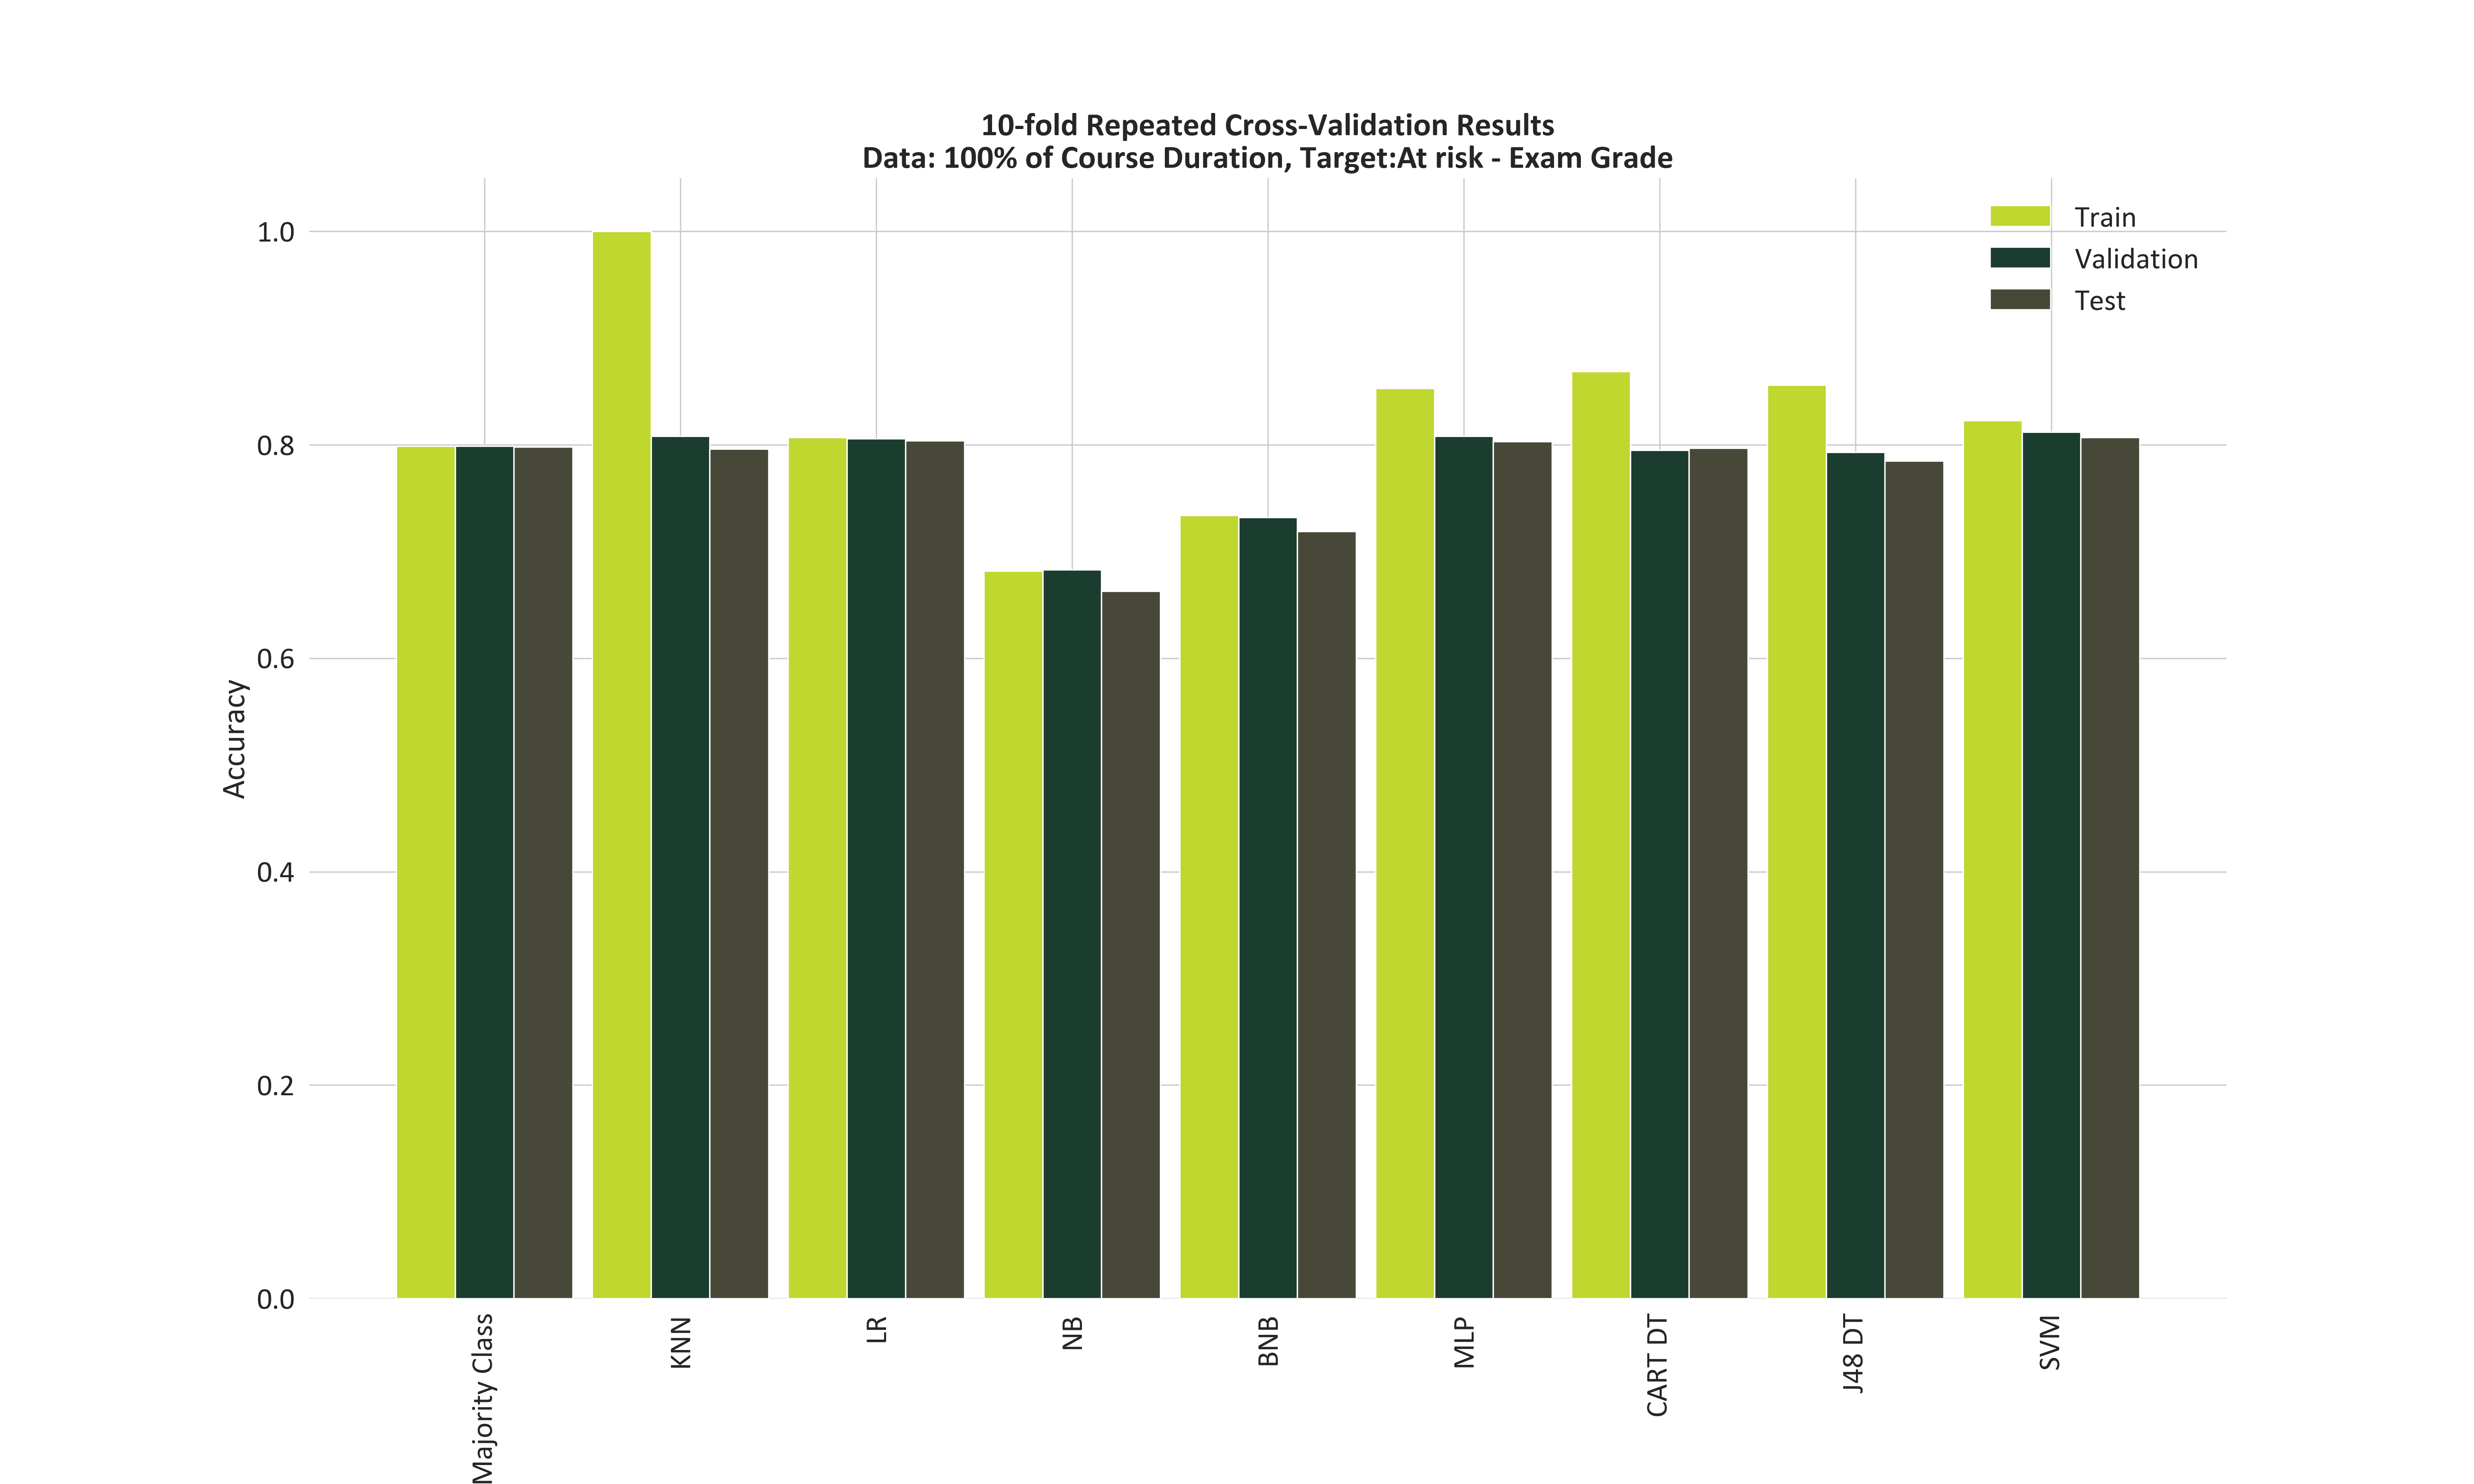 10-fold Repeated Cross-Validation Results
Data: 100% of Course Duration, Target:At risk - Exam Grade
Train
Validation
Test
Accuracy
1.0
0.8
0.6
0.4
0.2
0.0
Majority Class
KNN
LR
NB
BNB
MLP
CART DT
J48 DT
SVM